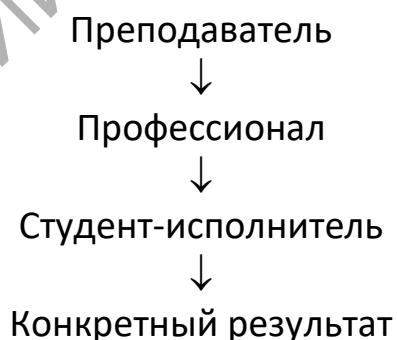 Преподаватель
↓
Профессионал
↓
Студент-исполнитель
↓
Конкретный результат